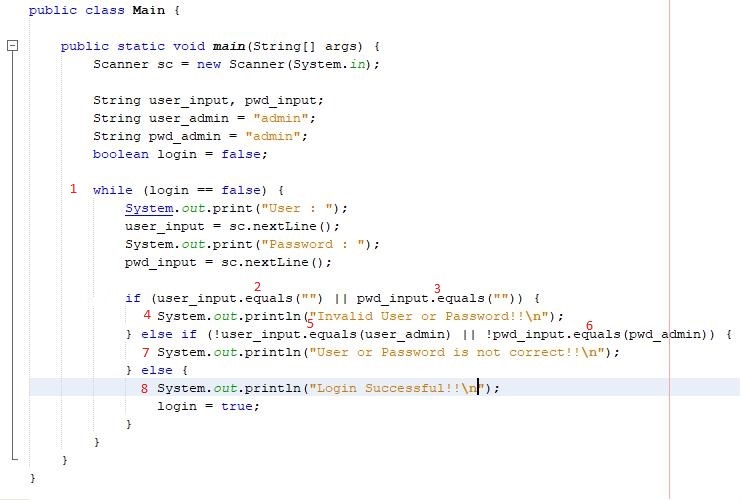 public class Main {
public static void main(String[] args) {
Scanner sc = new Scanner(System.in);
String user_input, pwd_input;
String user_admin = "admin";
String pwd_admin = "admin";
boolean login = false;
1 while (login == false) {
System.out.print("User : ");
user_input = sc.nextLine();
System.out.print("Password : ");
pwd_input = sc.nextLine();
2 3
if (user_input.equals("") || pwd_input.equals("")) {
4 System.out.println("Invalid User or Password!!\n");
5 6
} else if (!user_input.equals(user_admin) || !pwd_input.equals(pwd_admin)) {
7 System.out.println("User or Password is not correct!!\n");
} else {
8 System.out.println("Login Successful!!\n");
login = true;
}
}
}
}